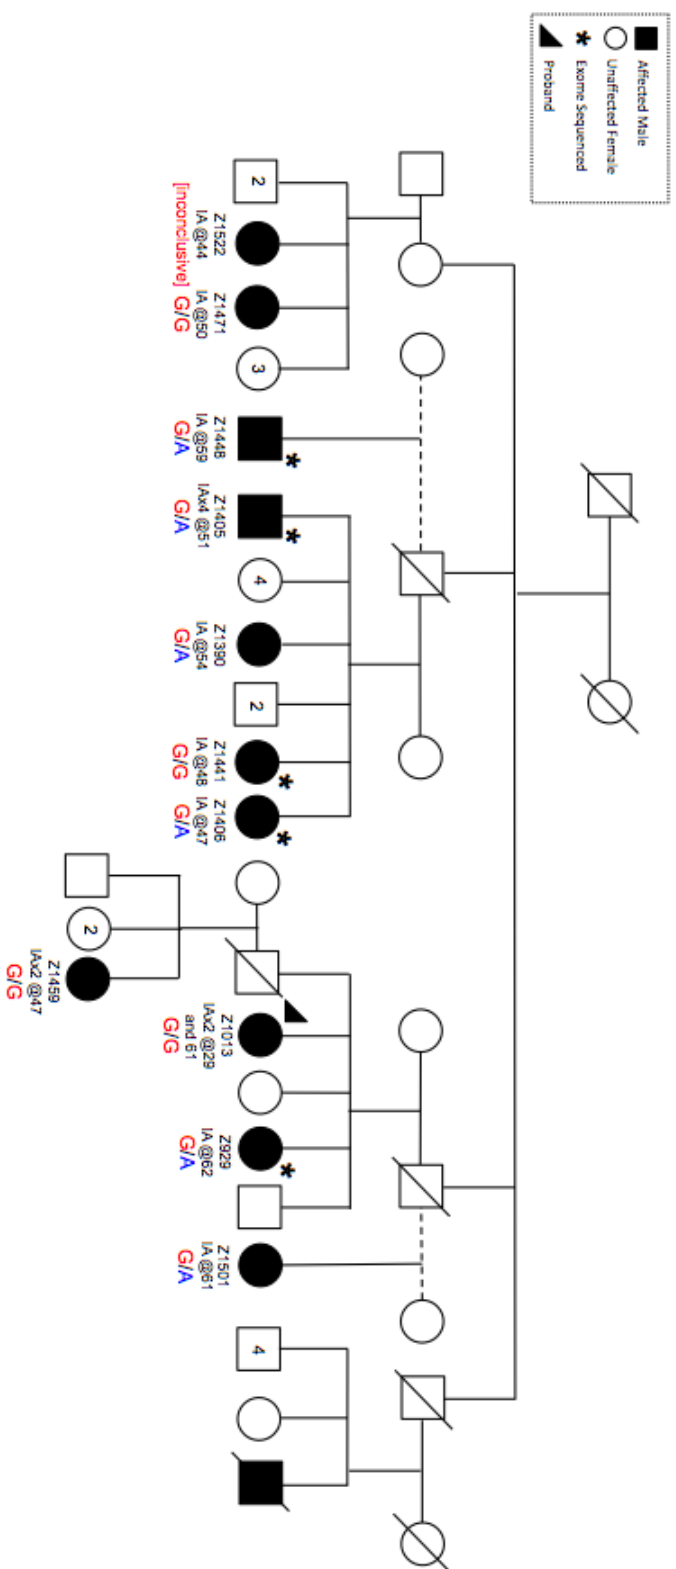 Affected Male
Unaffected Female
Exome Sequenced
Proband
2
Z1522
IA @44
[inconclusive]
Z1471
IA @50
G/G
3
Z1448
IA @59
G/A
Z1405
IAx4 @51
G/A
4
Z1390
IA @54
G/A
2
Z1441
IA @48
G/G
Z1406
IA @47
G/A
2
Z1459
IAx2 @47
G/G
Z1013
IAx2 @29
and 61
G/G
Z929
IA @62
G/A
Z1501
IA @61
G/A
4